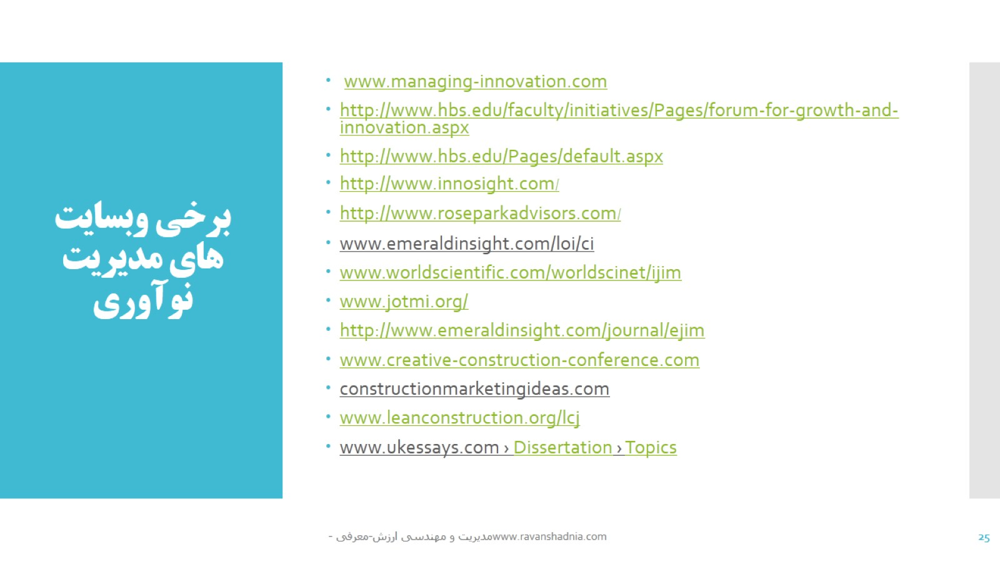 برخی وبسایت
های مدیریت
نوآوری
• www.managing-innovation.com
• http://www.hbs.edu/faculty/initiatives/Pages/forum-for-growth-and-
innovation.aspx
• http://www.hbs.edu/Pages/default.aspx
• http://www.innosight.com/
• http://www.roseparkadvisors.com/
• www.emeraldinsight.com/loi/ci
• www.worldscientific.com/worldscinet/ijim
• www.jotmi.org/
• http://www.emeraldinsight.com/journal/ejim
• www.creative-construction-conference.com
• constructionmarketingideas.com
• www.leanconstruction.org/lcj
• www.ukessays.com › Dissertation › Topics
- مدیریت و مهندسی ارزش-معرفیwww.ravanshadnia.com
25